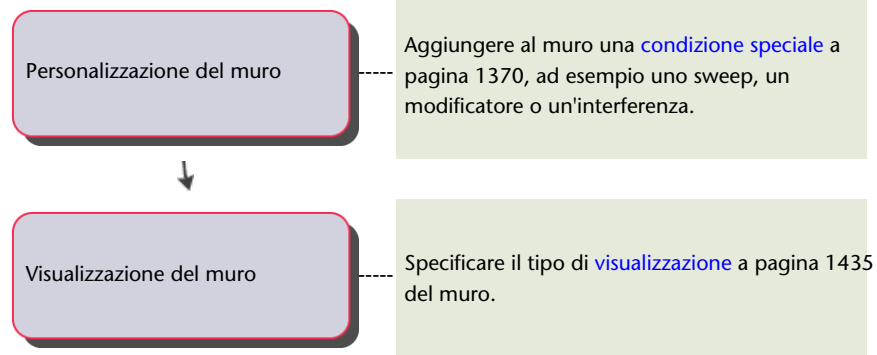 Personalizzazione del muro
Aggiungere al muro una condizione speciale a
pagina 1370, ad esempio uno sweep, un
modificatore o un'interferenza.
Visualizzazione del muro
Specificare il tipo di visualizzazione a pagina 1435
del muro.